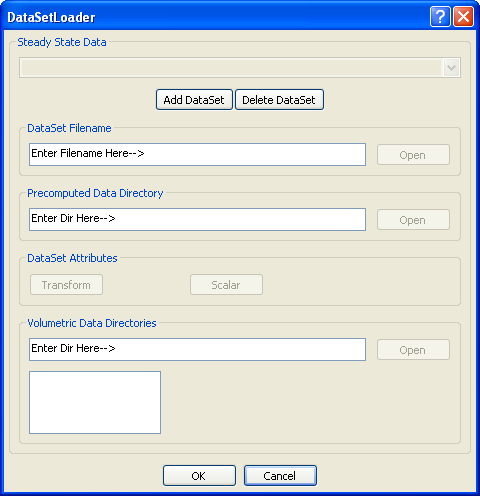 DataSetLoader
?
Steady State Data
Add DataSet Delete DataSet
DataSet Filename
Enter Filename Here--> Open
Precomputed Data Directory
Enter Dir Here--> Open
DataSet Attributes
Transform Scalar
Volumetric Data Directories
Enter Dir Here--> Open
OK Cancel